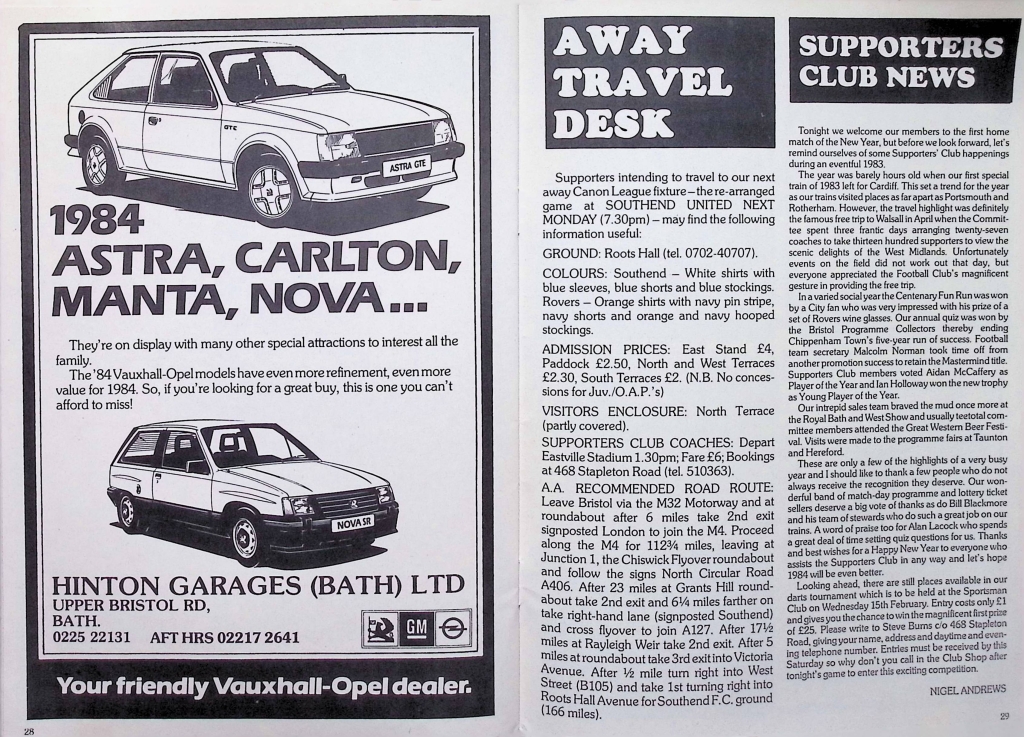 GTE
ASTRA GTE
1984
ASTRA, CARLTON,
MANTA, NOVA...
They're on display with many other special attractions to interest all the
family.
The '84 Vauxhall-Opel models have even more refinement, even more
value for 1984. So, if you're looking for a great buy, this is one you can't
afford to miss!
NOVA SR
HINTON GARAGES (BATH) LTD
UPPER BRISTOL RD,
BATH.
0225 22131 AFT HRS 02217 2641
GM
Your friendly Vauxhall-Opel dealer.
28
AWAY
TRAVEL
DESK
Supporters intending to travel to our next
away Canon League fixture – the re-arranged
game at SOUTHEND UNITED NEXT
MONDAY (7.30pm) – may find the following
information useful:
GROUND: Roots Hall (tel. 0702-40707).
COLOURS: Southend – White shirts with
blue sleeves, blue shorts and blue stockings.
Rovers – Orange shirts with navy pin stripe,
navy shorts and orange and navy hooped
stockings.
ADMISSION PRICES: East Stand £4,
Paddock £2.50, North and West Terraces
£2.30, South Terraces £2. (N.B. No conces-
sions for Juv./O.A.P.'s)
VISITORS ENCLOSURE: North Terrace
(partly covered).
SUPPORTERS CLUB COACHES: Depart
Eastville Stadium 1.30pm; Fare £6; Bookings
at 468 Stapleton Road (tel. 510363).
A.A. RECOMMENDED ROAD ROUTE:
Leave Bristol via the M32 Motorway and at
roundabout after 6 miles take 2nd exit
signposted London to join the M4. Proceed
along the M4 for 112¾ miles, leaving at
Junction 1, the Chiswick Flyover roundabout
and follow the signs North Circular Road
A406. After 23 miles at Grants Hill round-
about take 2nd exit and 6¼ miles farther on
take right-hand lane (signposted Southend)
and cross flyover to join A127. After 17½
miles at Rayleigh Weir take 2nd exit. After 5
miles at roundabout take 3rd exit into Victoria
Avenue. After ½ mile turn right into West
Street (B105) and take 1st turning right into
Roots Hall Avenue for Southend F.C. ground
(166 miles).
SUPPORTERS
CLUB NEWS
Tonight we welcome our members to the first home
match of the New Year, but before we look forward, let's
remind ourselves of some Supporters' Club happenings
during an eventful 1983.
The year was barely hours old when our first special
train of 1983 left for Cardiff. This set a trend for the year
as our trains visited places as far apart as Portsmouth and
Rotherham. However, the travel highlight was definitely
the famous free trip to Walsall in April when the Commit-
tee spent three frantic days arranging twenty-seven
coaches to take thirteen hundred supporters to view the
scenic delights of the West Midlands. Unfortunately
events on the field did not work out that day, but
everyone appreciated the Football Club's magnificent
gesture in providing the free trip.
In a varied social year the Centenary Fun Run was won
by a City fan who was very impressed with his prize of a
set of Rovers wine glasses. Our annual quiz was won by
the Bristol Programme Collectors thereby ending
Chippenham Town's five-year run of success. Football
team secretary Malcolm Norman took time off from
another promotion success to retain the Mastermind title.
Supporters Club members voted Aidan McCaffery as
Player of the Year and Ian Holloway won the new trophy
as Young Player of the Year.
Our intrepid sales team braved the mud once more at
the Royal Bath and West Show and usually teetotal com-
mittee members attended the Great Western Beer Festi-
val. Visits were made to the programme fairs at Taunton
and Hereford.
These are only a few of the highlights of a very busy
year and I should like to thank a few people who do not
always receive the recognition they deserve. Our won-
derful band of match-day programme and lottery ticket
sellers deserve a big vote of thanks as do Bill Blackmore
and his team of stewards who do such a great job on our
trains. A word of praise too for Alan Lacock who spends
a great deal of time setting quiz questions for us. Thanks
and best wishes for a Happy New Year to everyone who
assists the Supporters Club in any way and let's hope
1984 will be even better.
Looking ahead, there are still places available in our
darts tournament which is to be held at the Sportsman
Club on Wednesday 15th February. Entry costs only £1
and gives you the chance to win the magnificent first prize
of £25. Please write to Steve Burns c/o 468 Stapleton
Road, giving your name, address and daytime and even-
ing telephone number. Entries must be received by this
Saturday so why don't you call in the Club Shop after
tonight's game to enter this exciting competition.
NIGEL ANDREWS
29